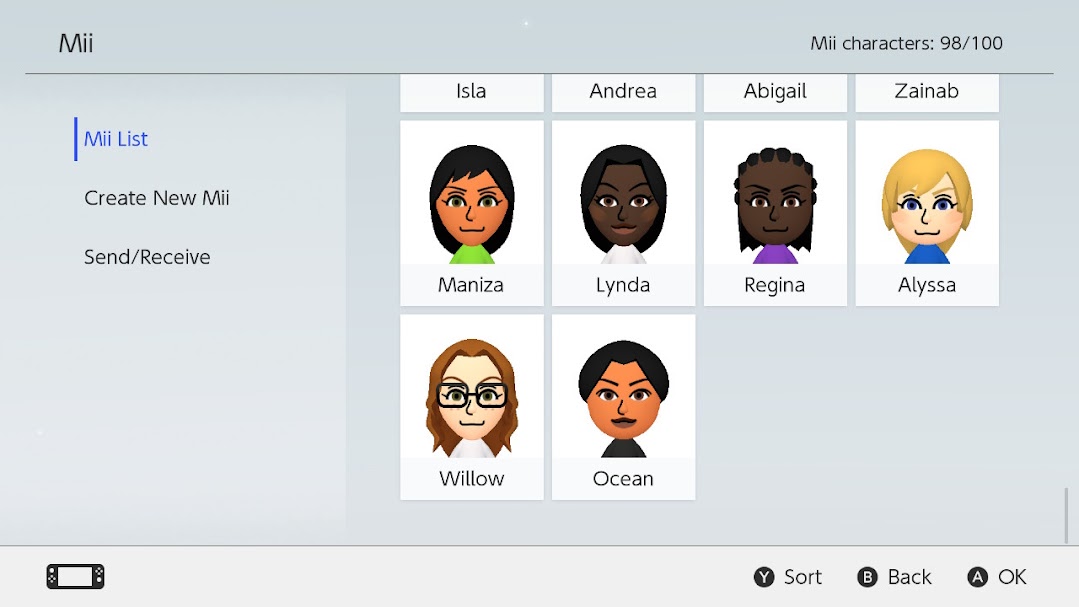 Mii
Mii characters: 98/100
Mii List
Create New Mii
Send/Receive
Isla
Andrea
Abigail
Zainab
Maniza
Lynda
Regina
Alyssa
Willow
Ocean
Y Sort
B Back
A OK